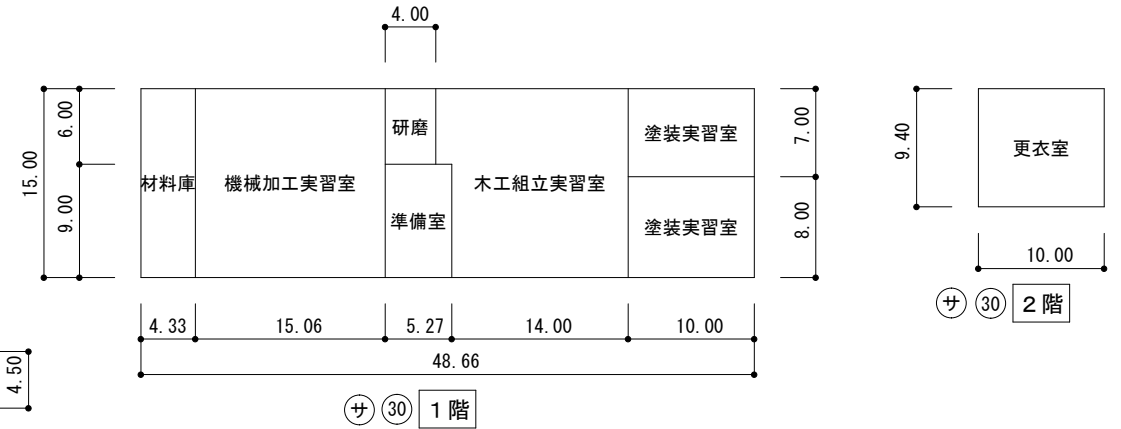 4.00
15.00
6.00
9.00
材料庫
機械加工実習室
研磨
準備室
木工組立実習室
塗装実習室
塗装実習室
7.00
8.00
4.33
15.06
5.27
14.00
10.00
48.66
サ 30 1階
4.50
9.40
更衣室
10.00
サ 30 2階